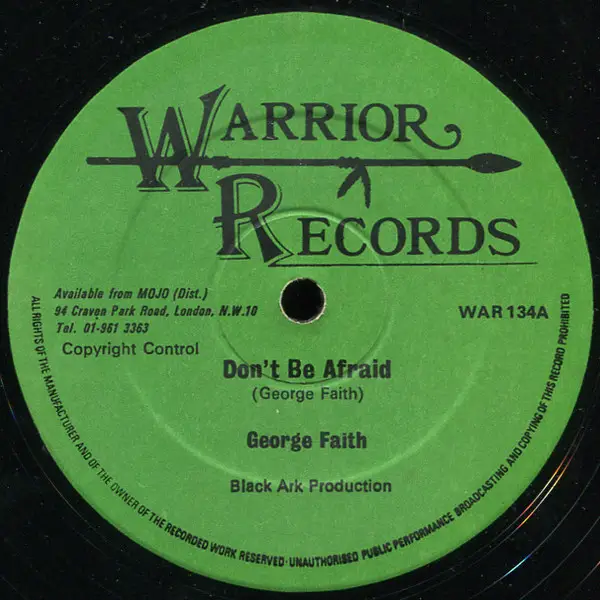 WARRIOR
RECORDS
Available from MOJO (Dist.)
94 Craven Park Road, London, N.W.10
Tel. 01-961 3363
Copyright Control
WAR 134A
Don't Be Afraid
(George Faith)
George Faith
Black Ark Production
ALL RIGHTS OF THE MANUFACTURER AND OF THE OWNER OF THE RECORDED WORK RESERVED · UNAUTHORISED PUBLIC PERFORMANCE BROADCASTING AND COPYING OF THIS RECORD PROHIBITED